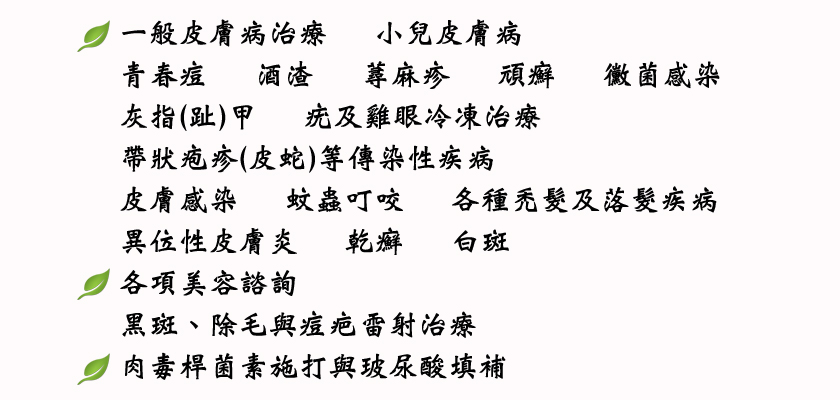 一般皮膚病治療 小兒皮膚病
青春痘 酒渣 蕁麻疹 頑癬 黴菌感染
灰指(趾)甲 疣及雞眼冷凍治療
帶狀疱疹(皮蛇)等傳染性疾病
皮膚感染 蚊蟲叮咬 各種禿髮及落髮疾病
異位性皮膚炎 乾癬 白斑
各項美容諮詢
黑斑、除毛與痘疤雷射治療
肉毒桿菌素施打與玻尿酸填補